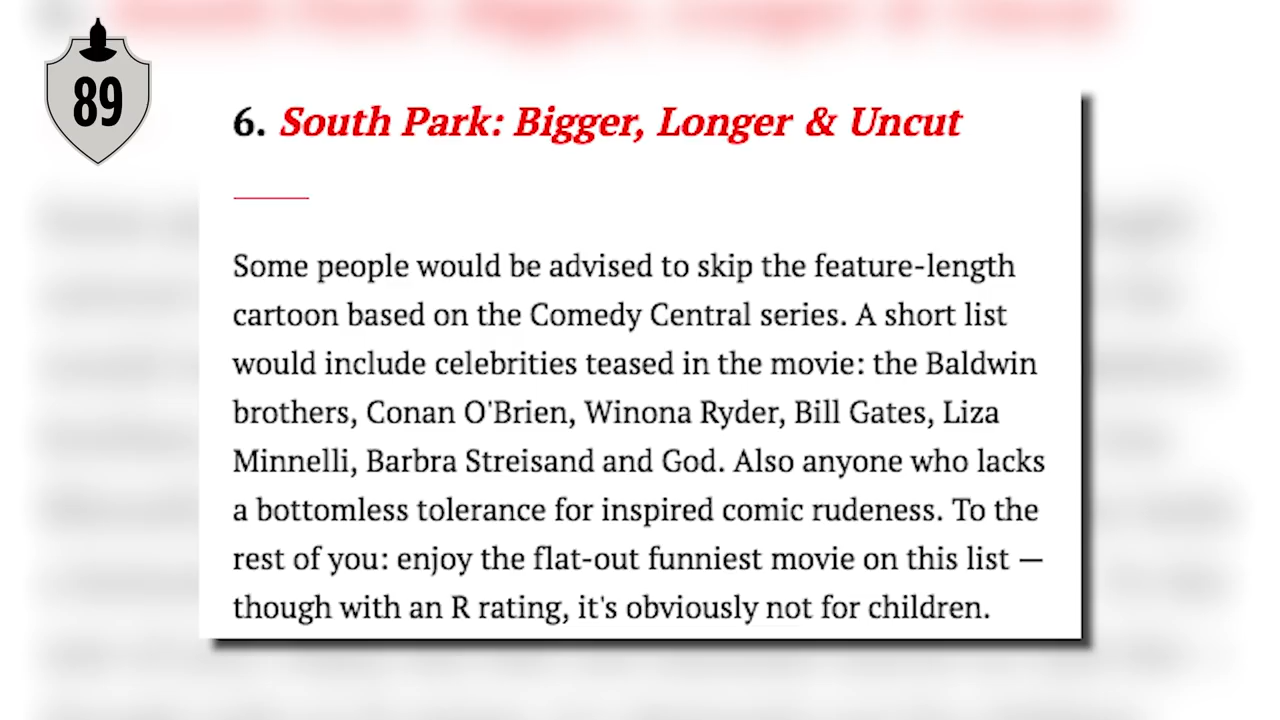 89
6. South Park: Bigger, Longer & Uncut
Some people would be advised to skip the feature-length
cartoon based on the Comedy Central series. A short list
would include celebrities teased in the movie: the Baldwin
brothers, Conan O'Brien, Winona Ryder, Bill Gates, Liza
Minnelli, Barbra Streisand and God. Also anyone who lacks
a bottomless tolerance for inspired comic rudeness. To the
rest of you: enjoy the flat-out funniest movie on this list —
though with an R rating, it's obviously not for children.